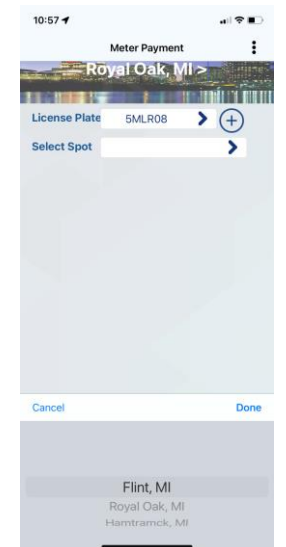 10:57
Meter Payment
Royal Oak, MI >
License Plate 5MLR08
Select Spot
Cancel Done
Flint, MI
Royal Oak, MI
Hamtramck, MI